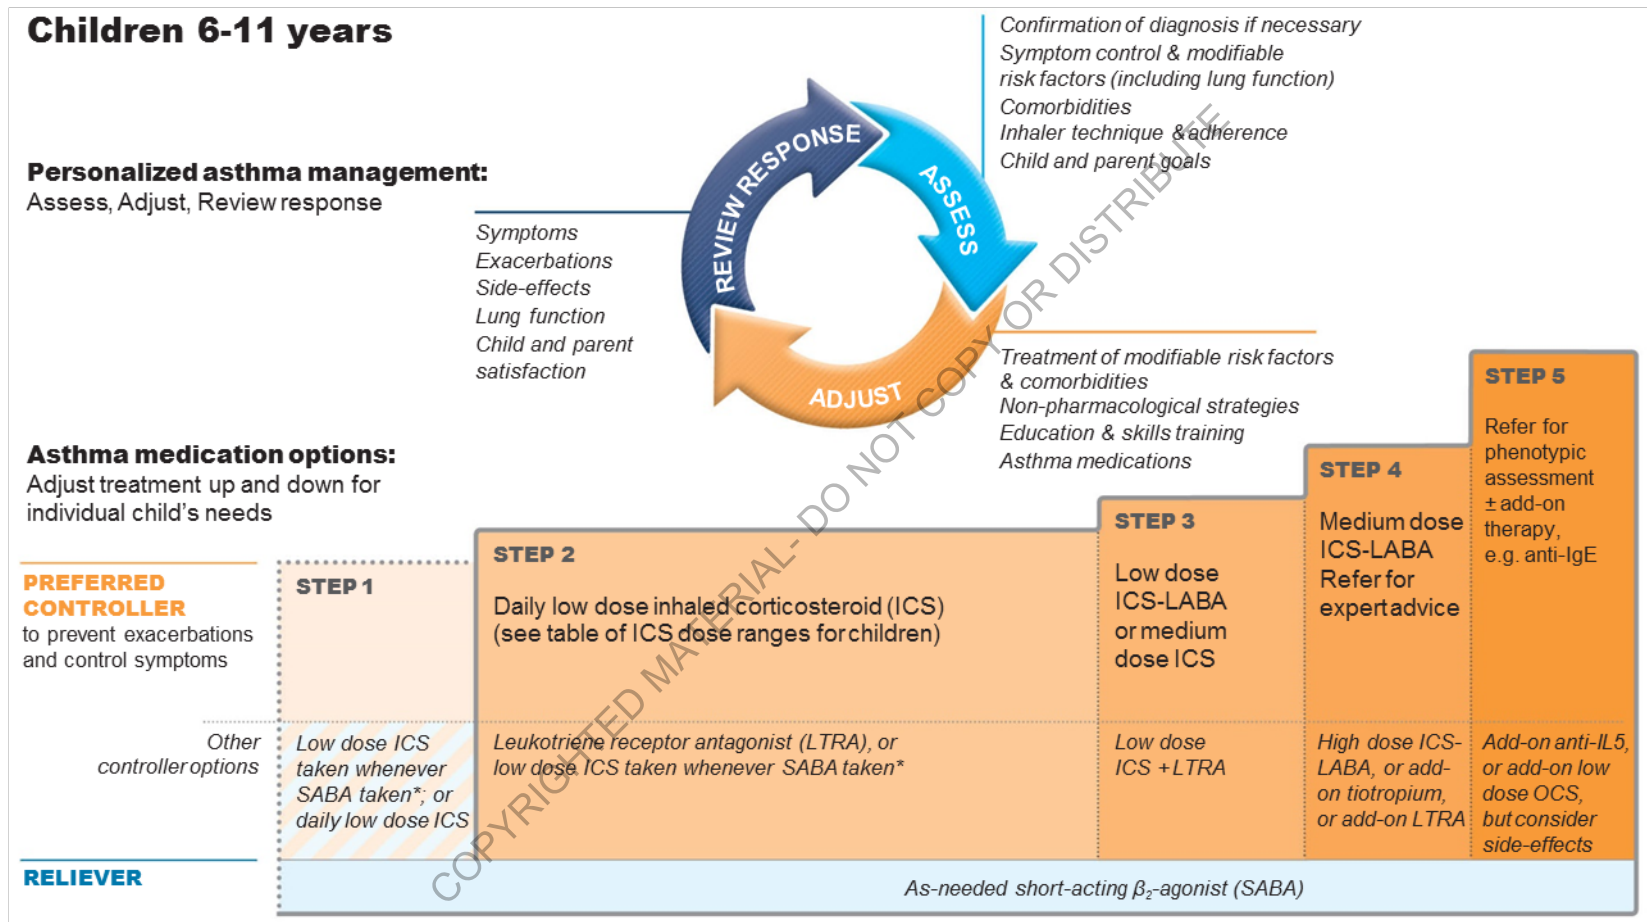 Children 6-11 years
Confirmation of diagnosis if necessary
Symptom control & modifiable
risk factors (including lung function)
Comorbidities
Inhaler technique & adherence
Child and parent goals
Personalized asthma management:
Assess, Adjust, Review response
REVIEW RESPONSE
ASSESS
ADJUST
Symptoms
Exacerbations
Side-effects
Lung function
Child and parent
satisfaction
Treatment of modifiable risk factors
& comorbidities
Non-pharmacological strategies
Education & skills training
Asthma medications
Asthma medication options:
Adjust treatment up and down for
individual child's needs
PREFERRED
CONTROLLER
to prevent exacerbations
and control symptoms
STEP 1
STEP 2
Daily low dose inhaled corticosteroid (ICS)
(see table of ICS dose ranges for children)
STEP 3
Low dose
ICS-LABA
or medium
dose ICS
STEP 4
Medium dose
ICS-LABA
Refer for
expert advice
STEP 5
Refer for
phenotypic
assessment
± add-on
therapy,
e.g. anti-IgE
Other
controller options
Low dose ICS
taken whenever
SABA taken*; or
daily low dose ICS
Leukotriene receptor antagonist (LTRA), or
low dose ICS taken whenever SABA taken*
Low dose
ICS + LTRA
High dose ICS-
LABA, or add-
on tiotropium,
or add-on LTRA
Add-on anti-IL5,
or add-on low
dose OCS,
but consider
side-effects
RELIEVER
As-needed short-acting β₂-agonist (SABA)
COPYRIGHTED MATERIAL - DO NOT COPY OR DISTRIBUTE